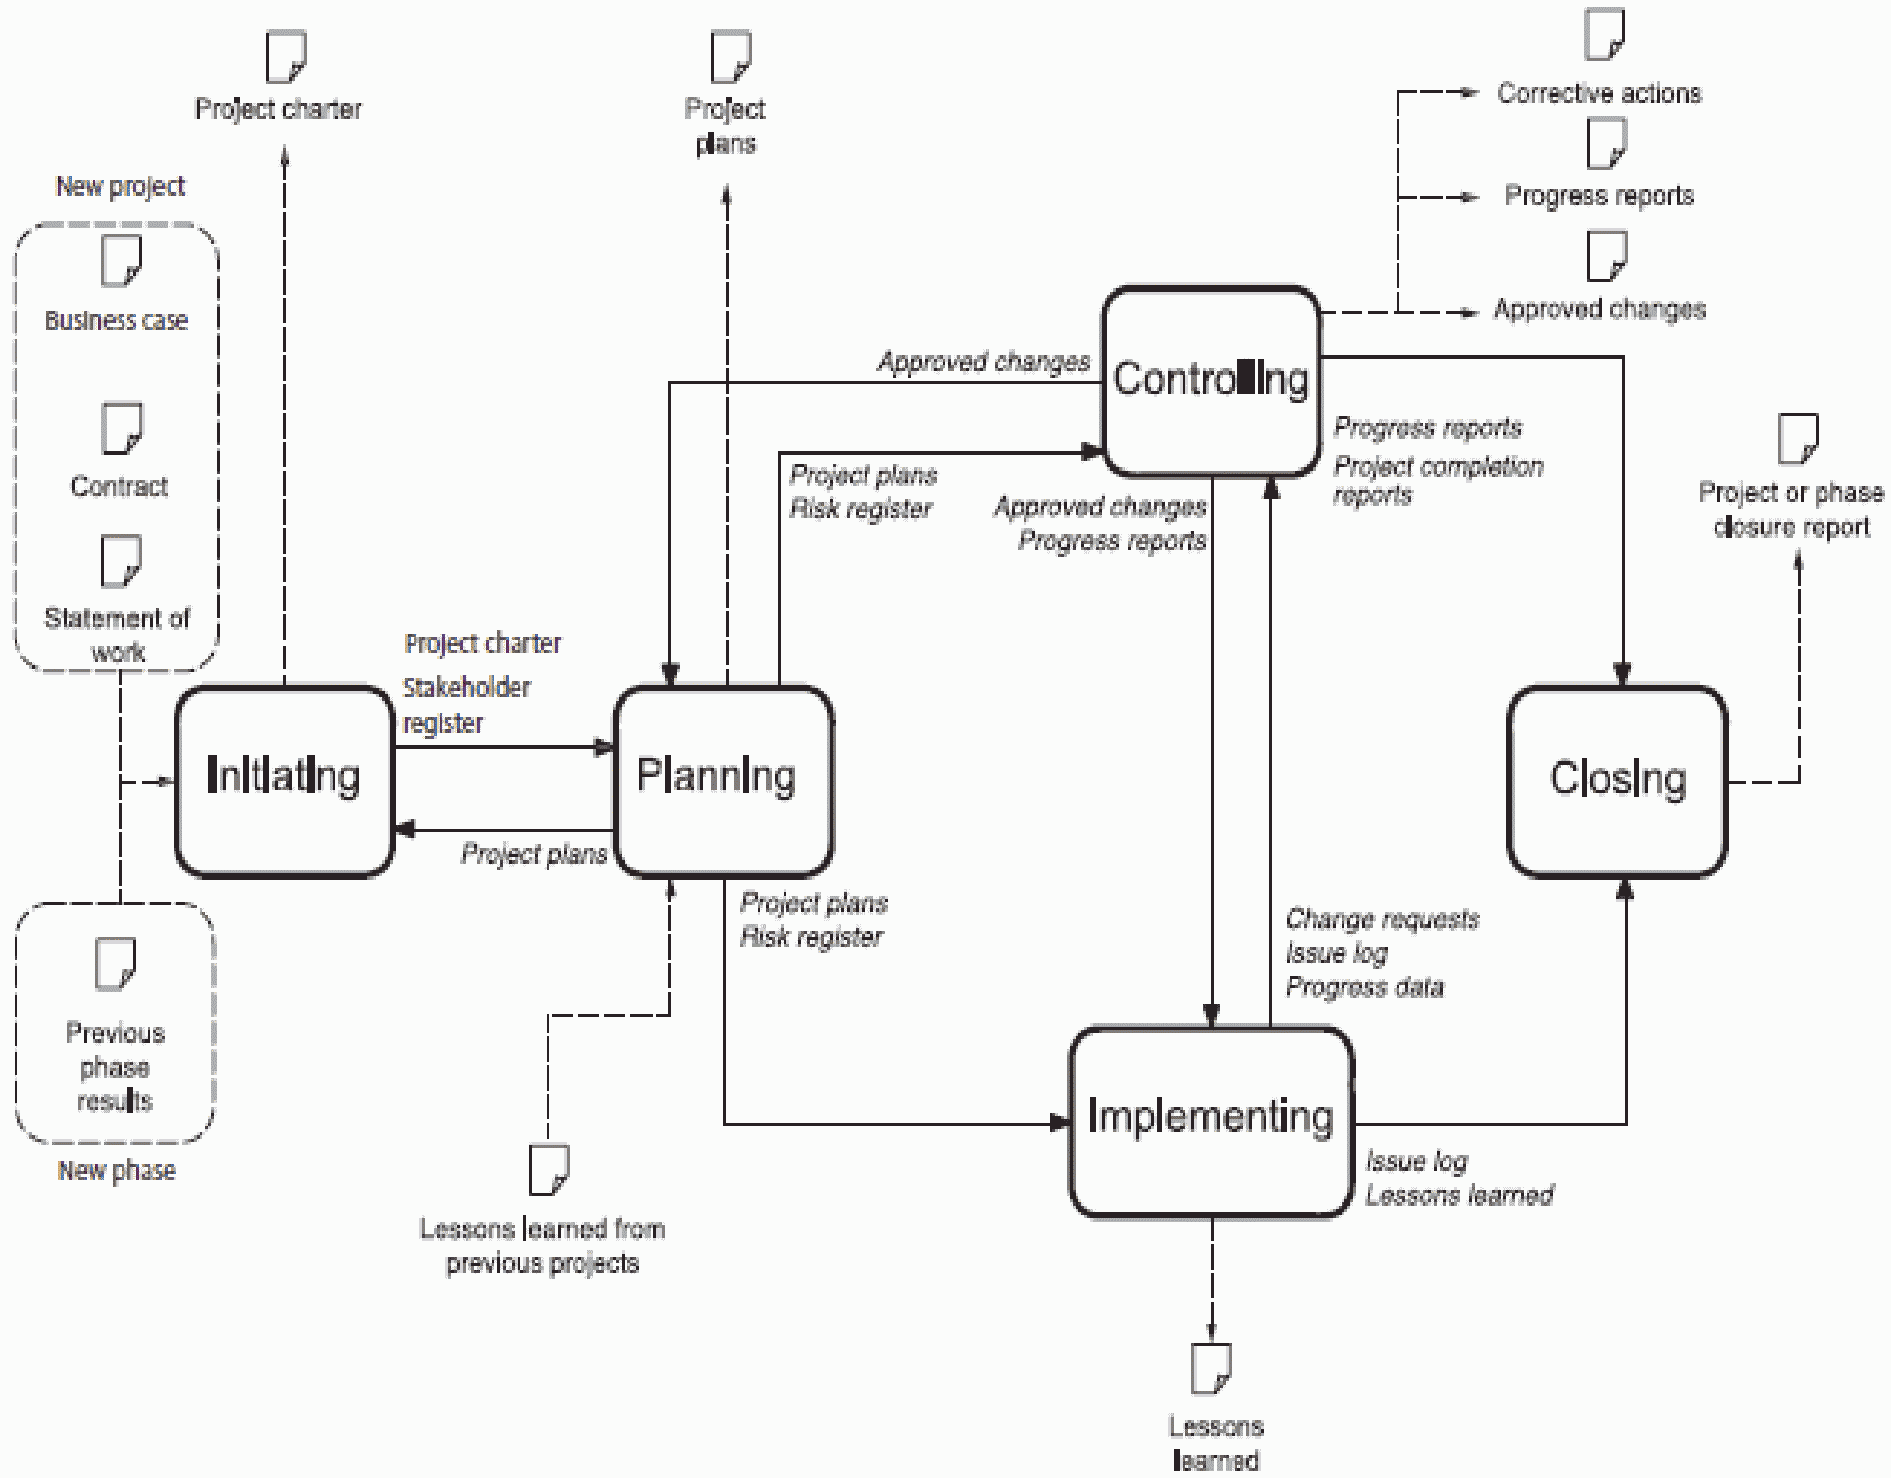 Project charter
Project
plans
Corrective actions
Progress reports
Approved changes
New project
Business case
Contract
Statement of
work
Approved changes
Controlling
Progress reports
Project completion
reports
Project plans
Risk register
Approved changes
Progress reports
Project or phase
closure report
Project charter
Stakeholder
register
Initiating
Planning
Closing
Project plans
Project plans
Risk register
Change requests
Issue log
Progress data
Previous
phase
results
New phase
Implementing
Issue log
Lessons learned
Lessons learned from
previous projects
Lessons
learned